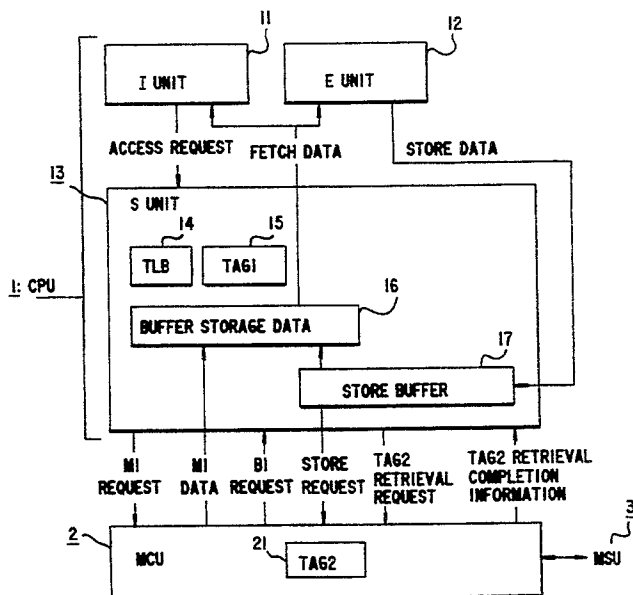 11
12
I UNIT
E UNIT
ACCESS REQUEST
FETCH DATA
STORE DATA
13
S UNIT
14
15
TLB
TAG1
1: CPU
16
BUFFER STORAGE DATA
17
STORE BUFFER
MI REQUEST
MI DATA
BI REQUEST
STORE REQUEST
TAG2 RETRIEVAL REQUEST
TAG2 RETRIEVAL COMPLETION INFORMATION
2
MCU
21
TAG2
3
MSU